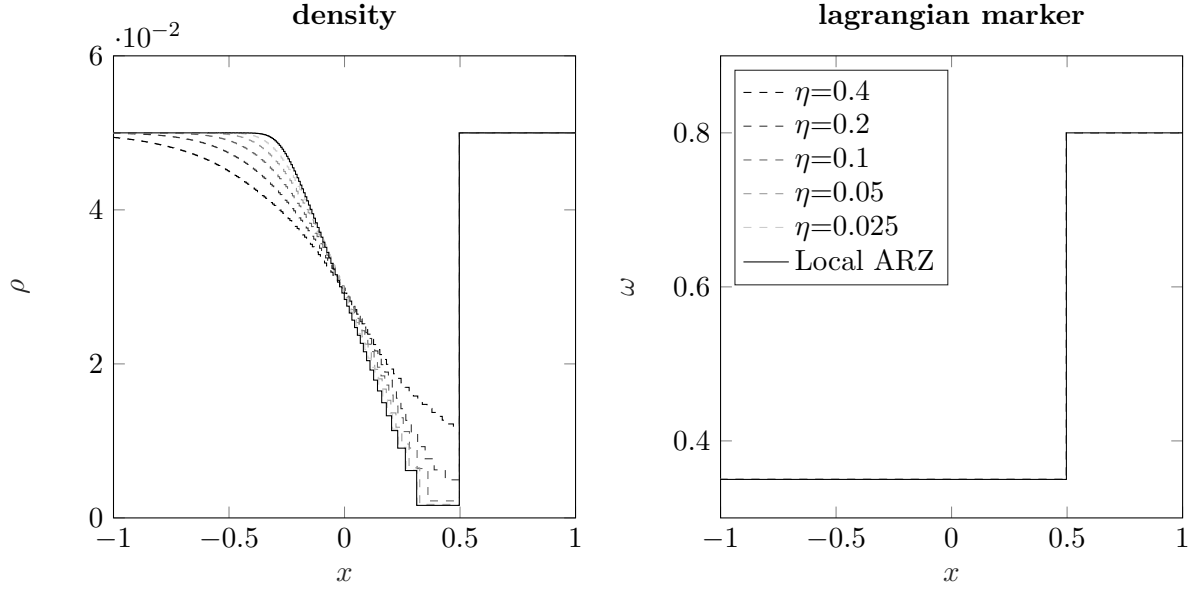 density
·10−2
6
4
2
0
ρ
−1 −0.5 0 0.5 1
x
lagrangian marker
η=0.4
η=0.2
η=0.1
η=0.05
η=0.025
Local ARZ
0.8
0.6
0.4
ω
−1 −0.5 0 0.5 1
x